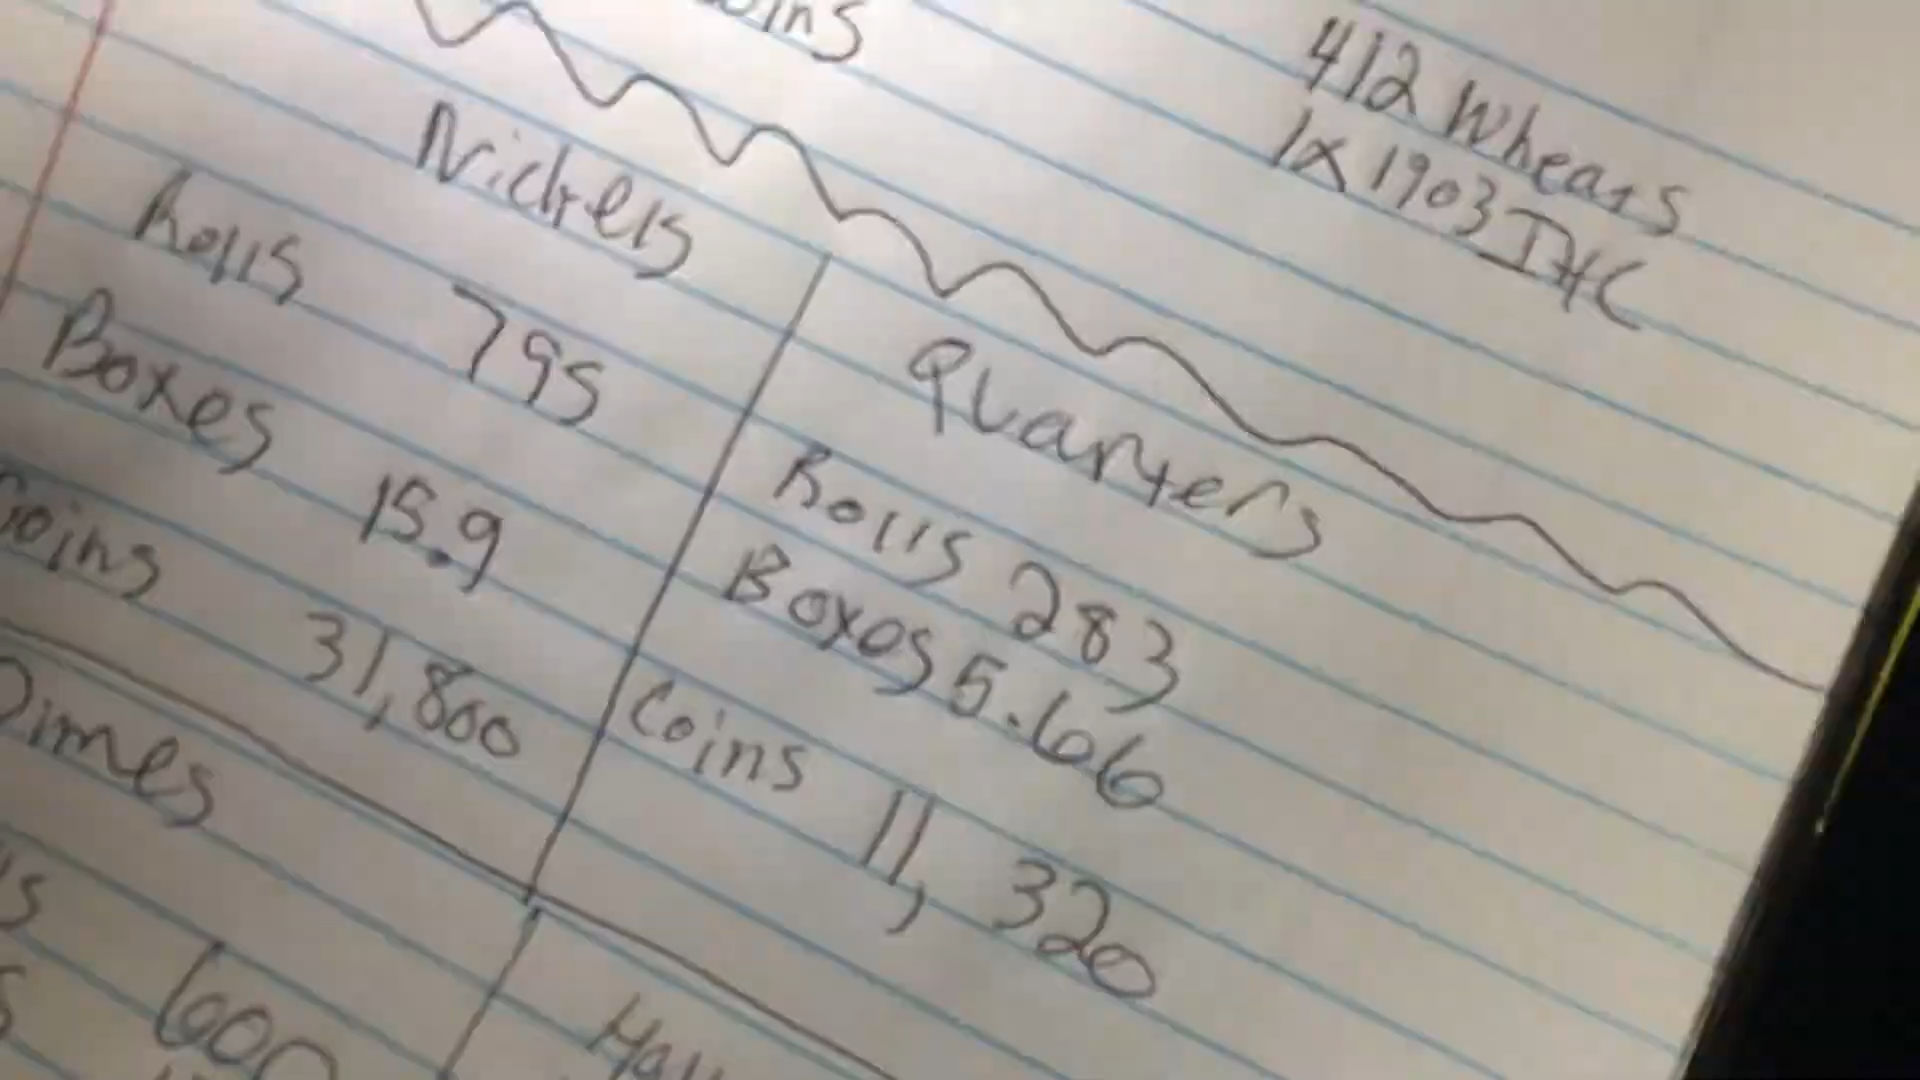 412 Wheats
1x 1903 IHC
Nickels
Rolls 795
Boxes 15.9
Coins 31,800
Quarters
Rolls 283
Boxes 5.66
Coins 11,320
Dimes
600